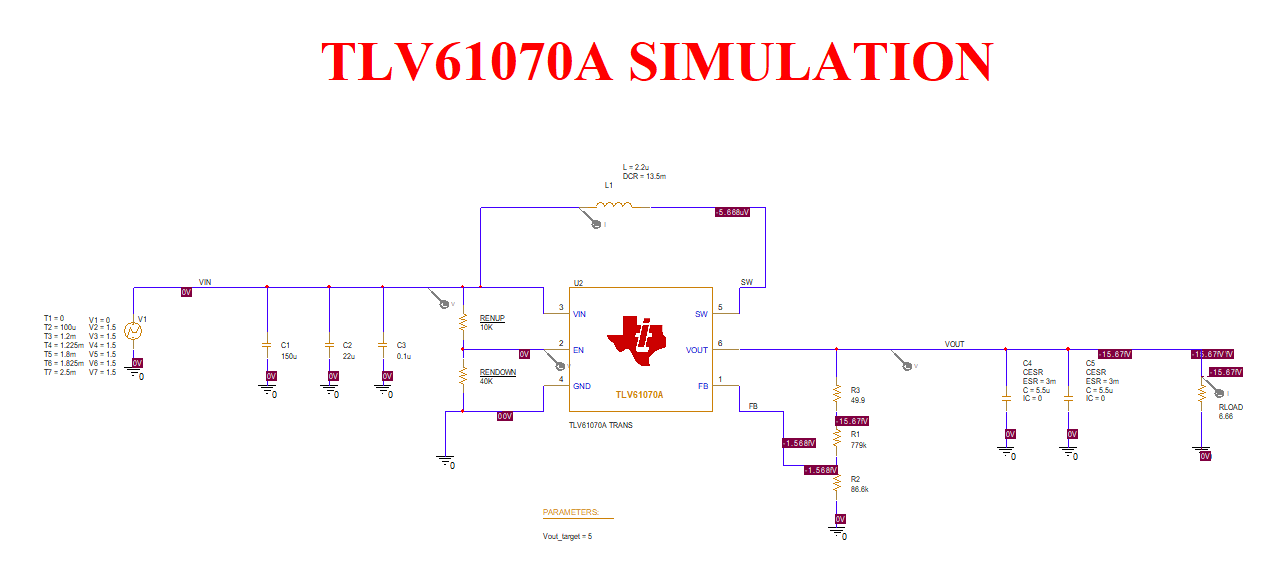 TLV61070A SIMULATION
L = 2.2u
DCR = 13.5m
L1
-5.668uV
VIN
0V
U2
SW
T1 = 0
T2 = 100u
T3 = 1.2m
T4 = 1.225m
T5 = 1.8m
T6 = 1.825m
T7 = 2.5m
V1 = 0
V2 = 1.5
V3 = 1.5
V4 = 1.5
V5 = 1.5
V6 = 1.5
V7 = 1.5
V1
0V
0
C1
150u
0V
0
C2
22u
0V
0
C3
0.1u
0V
0
V
RENUP
10K
0V
V
RENDOWN
40K
00V
0
3
VIN
2
EN
4
GND
5
SW
6
VOUT
1
FB
TLV61070A
TLV61070A TRANS
I
FB
-1.568fV
-1.568fV
R3
49.9
-15.67fV
R1
779k
R2
86.6k
0V
0
V
VOUT
C4
CESR
ESR = 3m
C = 5.5u
IC = 0
0V
0
C5
CESR
ESR = 3m
C = 5.5u
IC = 0
0V
0
-15.67fV
-15.67fV
I
RLOAD
6.66
0V
PARAMETERS:
Vout_target = 5